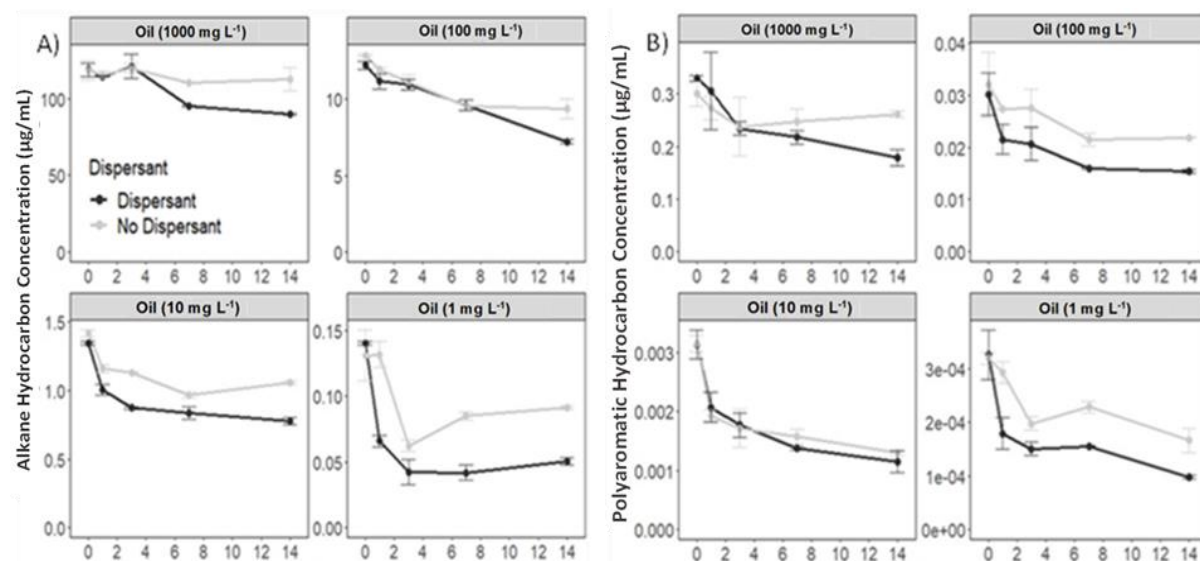 A)
Alkane Hydrocarbon Concentration (µg/mL)
Oil (1000 mg L⁻¹)
100
50
0
Dispersant
Dispersant
No Dispersant
0 2 4 6 8 10 12 14
Oil (100 mg L⁻¹)
10
5
0
0 2 4 6 8 10 12 14
Oil (10 mg L⁻¹)
1.5
1.0
0.5
0.0
0 2 4 6 8 10 12 14
Oil (1 mg L⁻¹)
0.15
0.10
0.05
0.00
0 2 4 6 8 10 12 14
B)
Polyaromatic Hydrocarbon Concentration (µg/mL)
Oil (1000 mg L⁻¹)
0.3
0.2
0.1
0.0
0 2 4 6 8 10 12 14
Oil (100 mg L⁻¹)
0.04
0.03
0.02
0.01
0.00
0 2 4 6 8 10 12 14
Oil (10 mg L⁻¹)
0.003
0.002
0.001
0.000
0 2 4 6 8 10 12 14
Oil (1 mg L⁻¹)
3e-04
2e-04
1e-04
0e+00
0 2 4 6 8 10 12 14